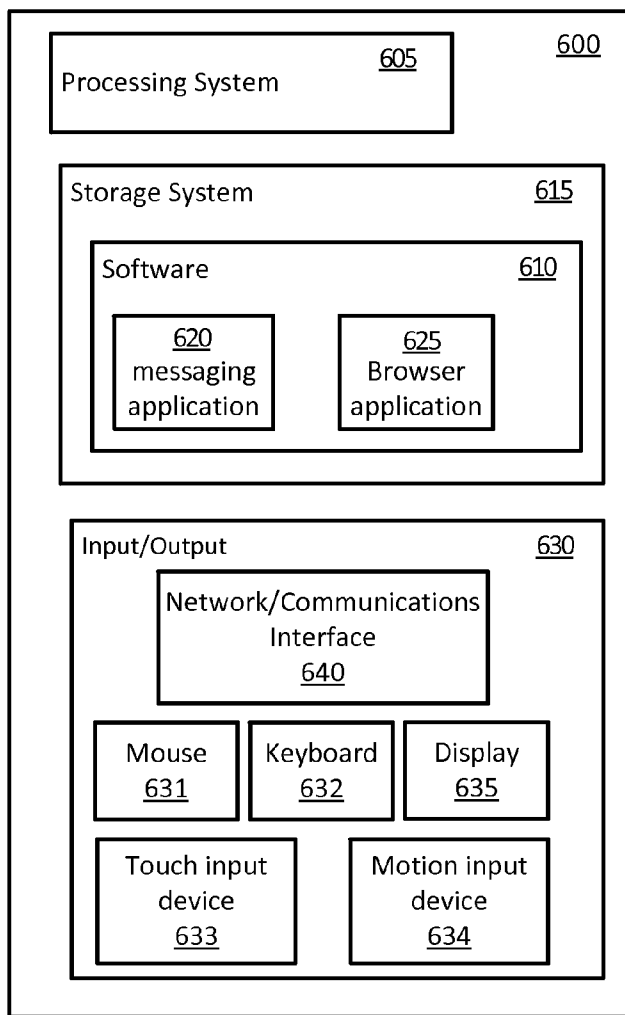 600
605
Processing System
Storage System 615
Software 610
620 625
messaging Browser
application application
Input/Output 630
Network/Communications
Interface
640
Mouse Keyboard Display
631 632 635
Touch input Motion input
device device
633 634